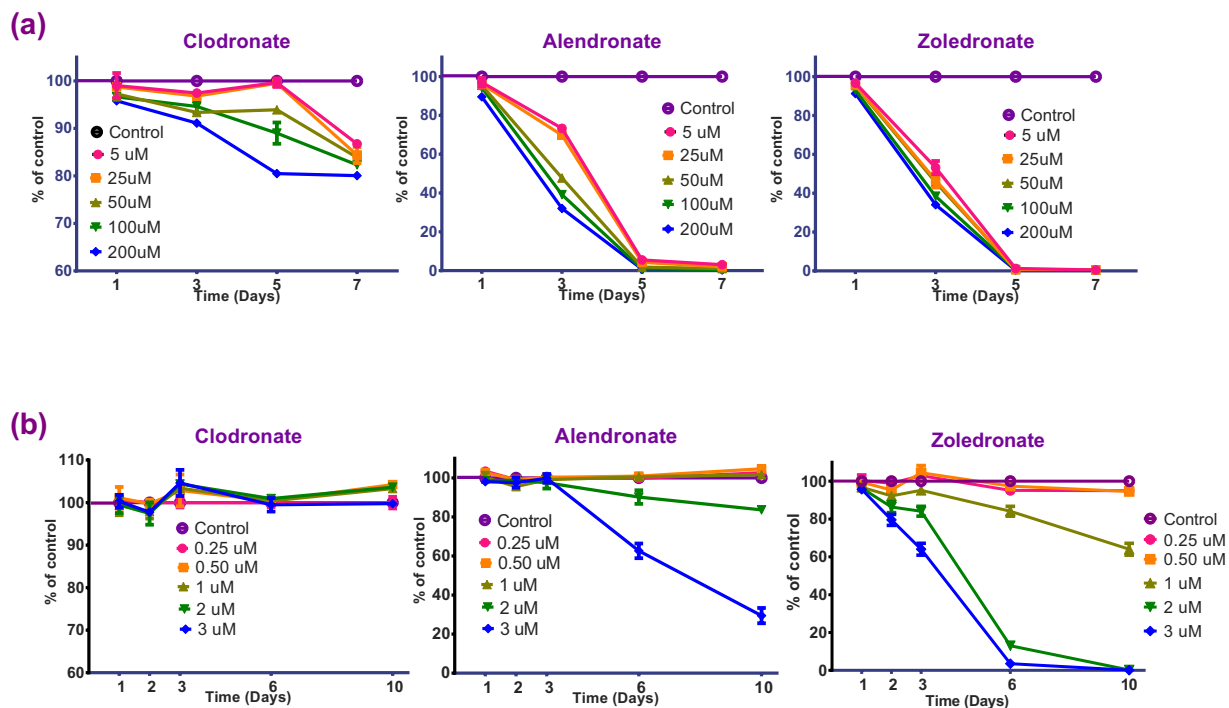 (a)
Clodronate
% of control
100
90
80
70
60
Control
5 uM
25uM
50uM
100uM
200uM
1 3 5 7
Time (Days)
Alendronate
% of control
100
80
60
40
20
0
Control
5 uM
25uM
50uM
100uM
200uM
1 3 5 7
Time (Days)
Zoledronate
% of control
100
80
60
40
20
0
Control
5 uM
25uM
50uM
100uM
200uM
1 3 5 7
Time (Days)
(b)
Clodronate
% of control
110
100
90
80
70
60
Control
0.25 uM
0.50 uM
1 uM
2 uM
3 uM
1 2 3 6 10
Time (Days)
Alendronate
% of control
100
80
60
40
20
0
Control
0.25 uM
0.50 uM
1 uM
2 uM
3 uM
1 2 3 6 10
Time (Days)
Zoledronate
% of control
100
80
60
40
20
0
Control
0.25 uM
0.50 uM
1 uM
2 uM
3 uM
1 2 3 6 10
Time (Days)